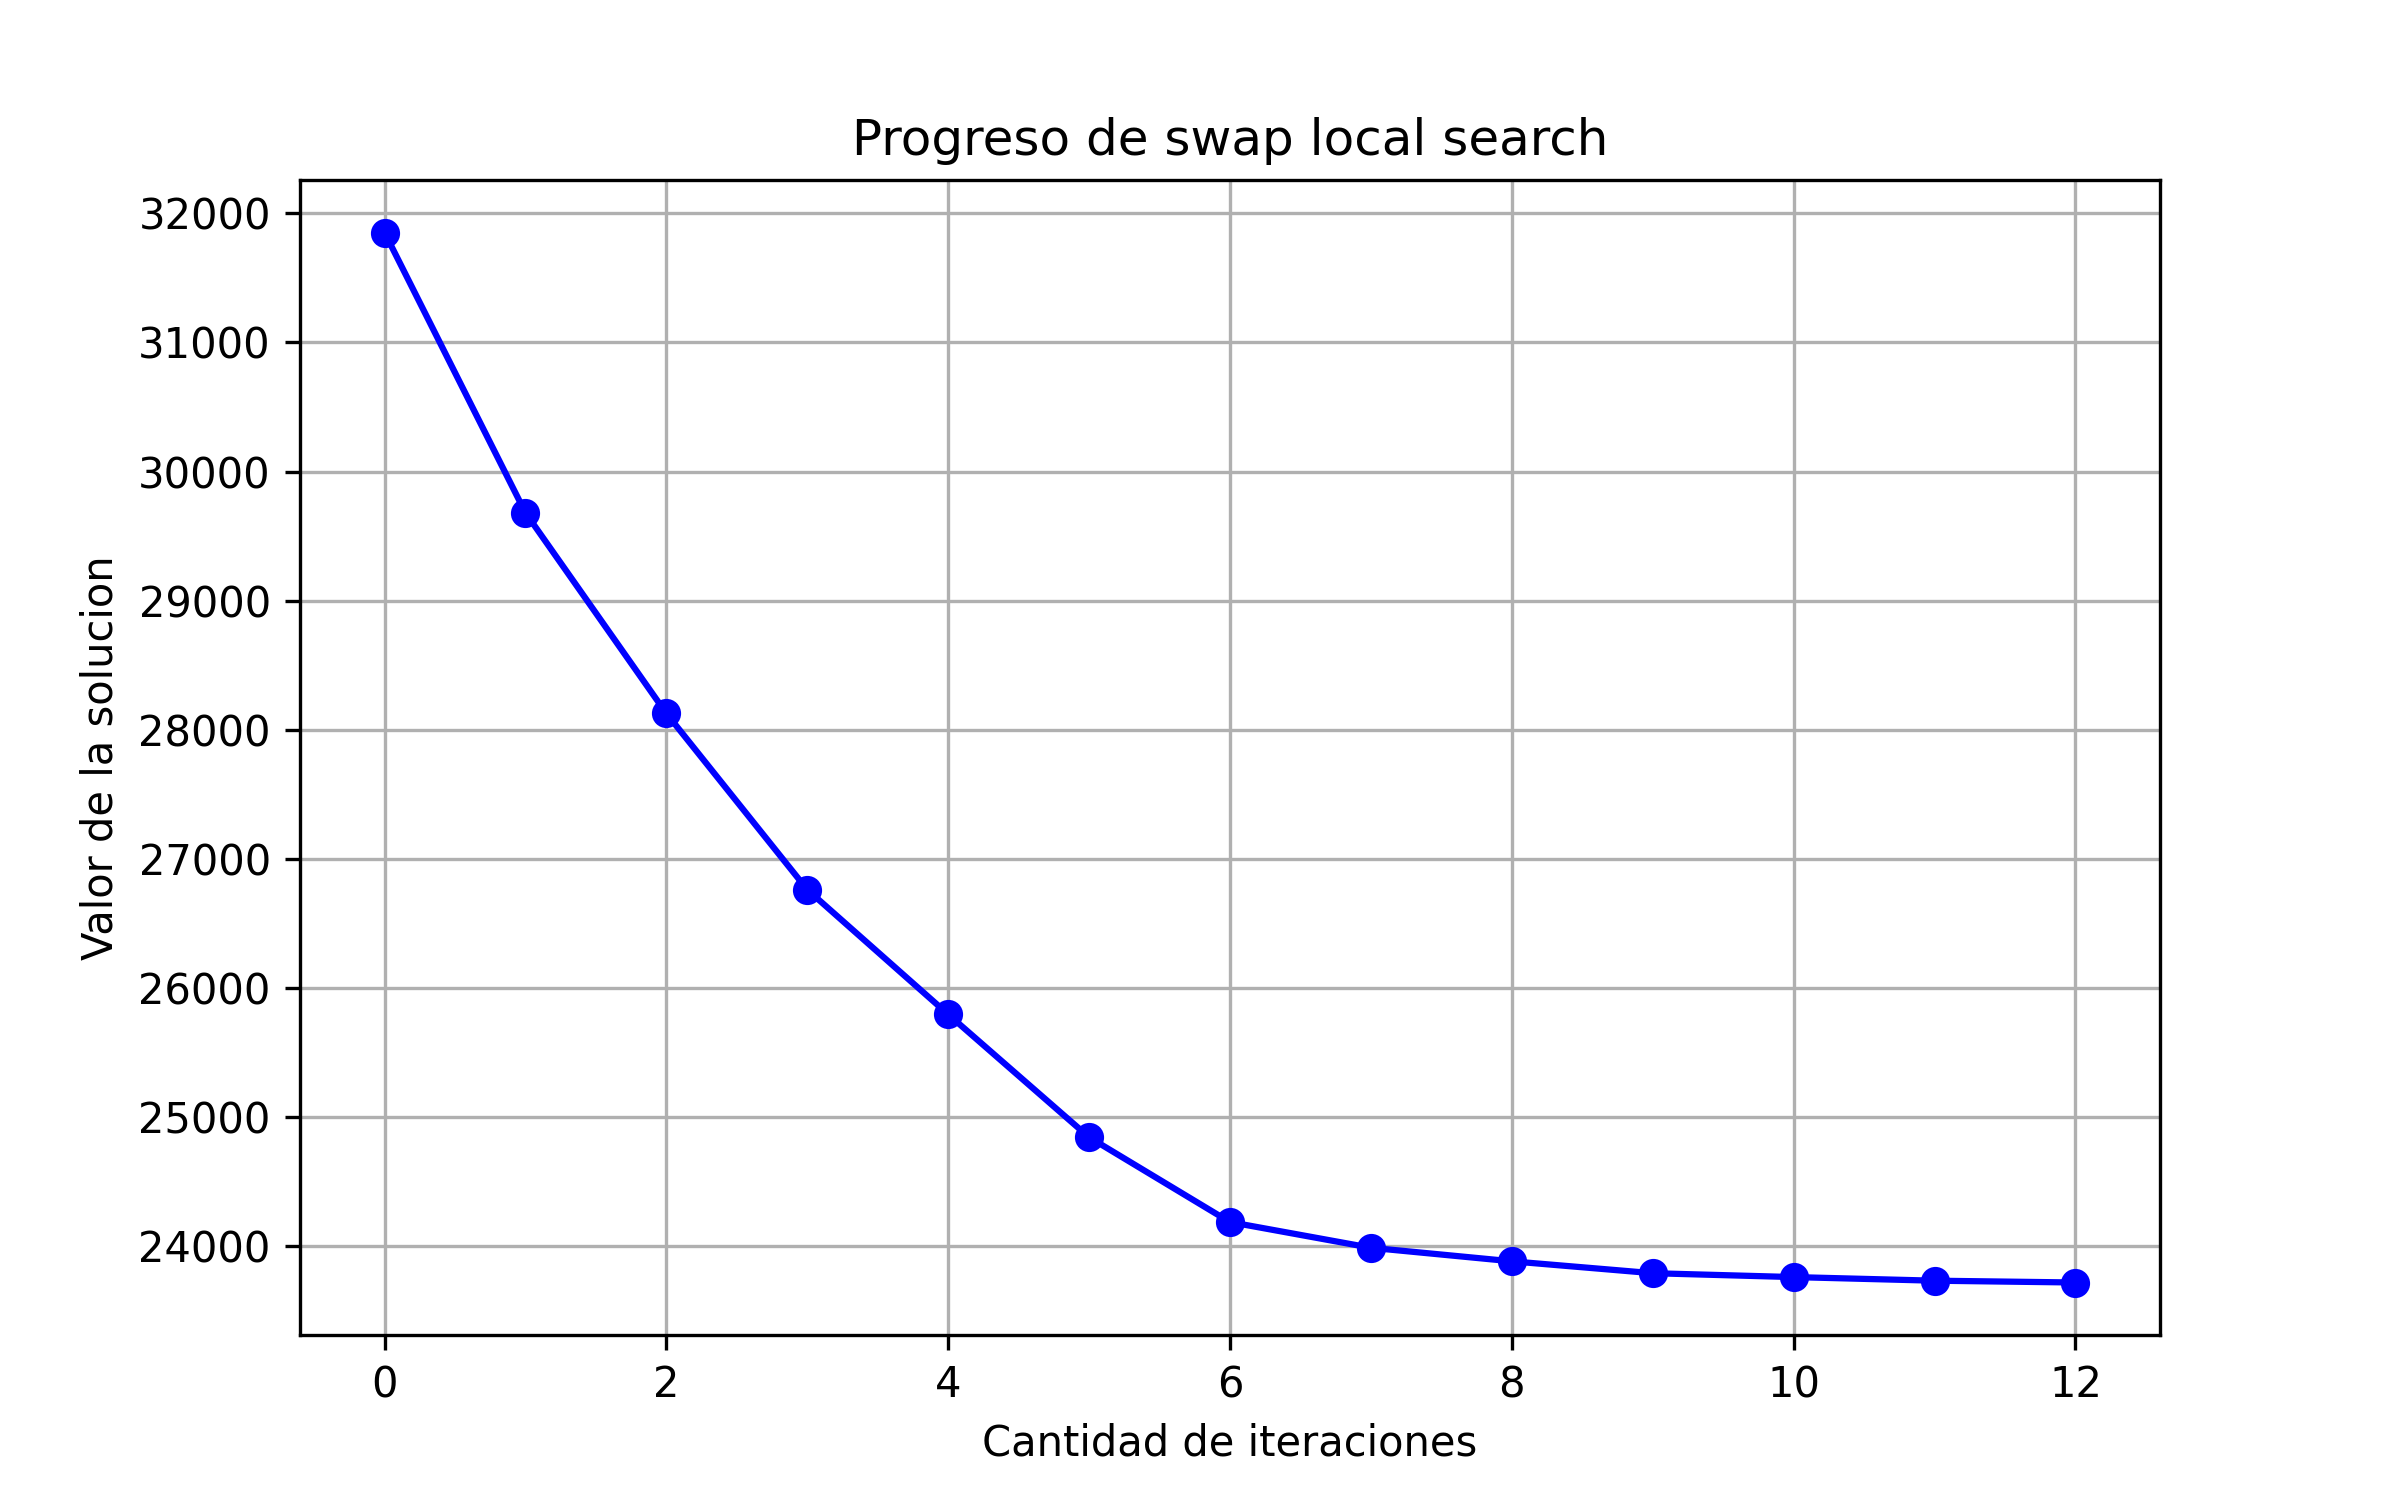 Progreso de swap local search
Valor de la solucion
32000
31000
30000
29000
28000
27000
26000
25000
24000
0 2 4 6 8 10 12
Cantidad de iteraciones